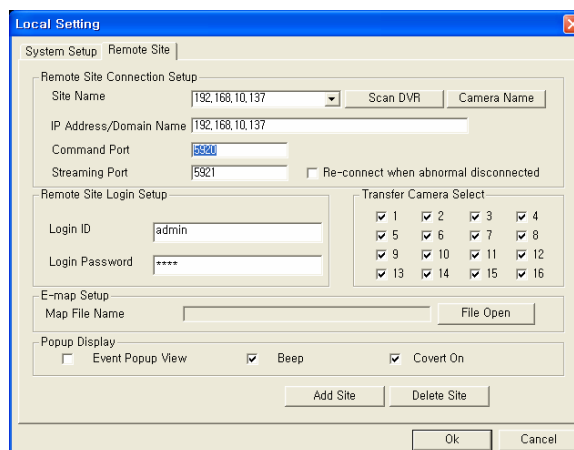 Local Setting
System Setup Remote Site
Remote Site Connection Setup
Site Name 192,168,10,137 Scan DVR Camera Name
IP Address/Domain Name 192,168,10,137
Command Port 5920
Streaming Port 5921 Re-connect when abnormal disconnected
Remote Site Login Setup Transfer Camera Select
1 2 3 4
Login ID admin 5 6 7 8
9 10 11 12
Login Password **** 13 14 15 16
E-map Setup
Map File Name File Open
Popup Display
Event Popup View Beep Covert On
Add Site Delete Site
Ok Cancel